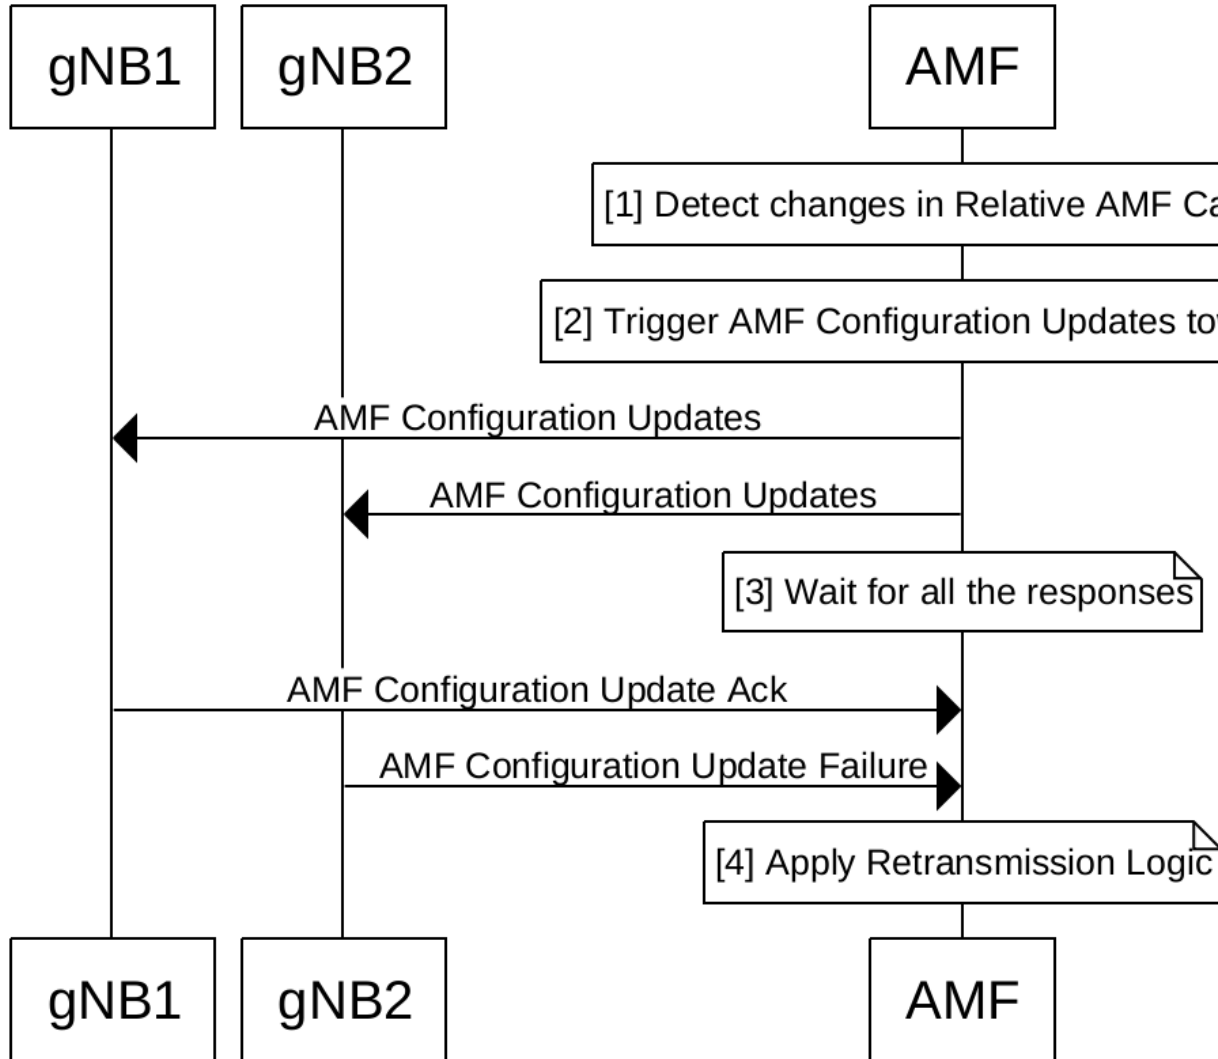 gNB1
gNB2
AMF
[1] Detect changes in Relative AMF
[2] Trigger AMF Configuration Updates
AMF Configuration Updates
AMF Configuration Updates
[3] Wait for all the responses
AMF Configuration Update Ack
AMF Configuration Update Failure
[4] Apply Retransmission Logic
gNB1
gNB2
AMF